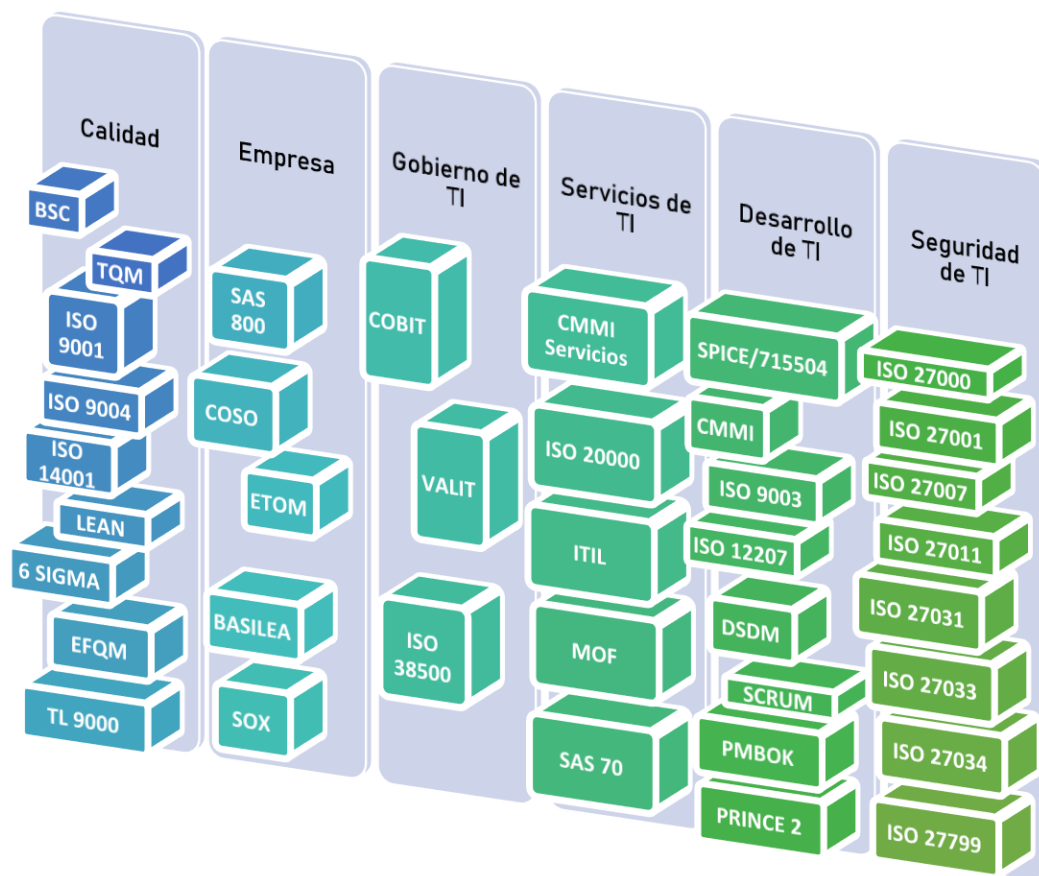 Calidad
BSC
TQM
ISO
9001
ISO 9004
ISO
14001
LEAN
6 SIGMA
EFQM
TL 9000
Empresa
SAS
800
COSO
ETOM
BASILEA
SOX
Gobierno de
TI
COBIT
VALIT
ISO
38500
Servicios de
TI
CMMI
Servicios
ISO 20000
ITIL
MOF
SAS 70
Desarrollo
de TI
SPICE/715504
CMMI
ISO 9003
ISO 12207
DSDM
SCRUM
PMBOK
PRINCE 2
Seguridad
de TI
ISO 27000
ISO 27001
ISO 27007
ISO 27011
ISO 27031
ISO 27033
ISO 27034
ISO 27799